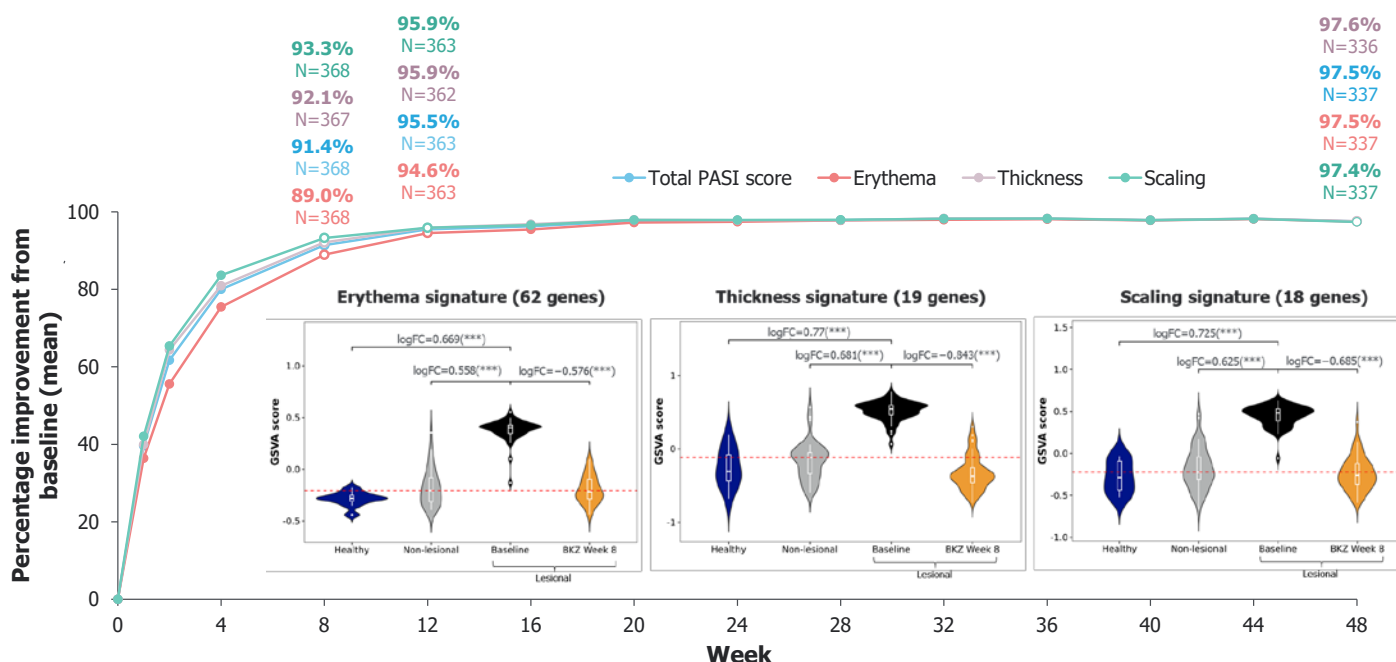 95.9%
N=363
97.6%
N=336
93.3%
N=368
95.9%
N=362
97.5%
N=337
92.1%
N=367
95.5%
N=363
97.5%
N=337
91.4%
N=368
94.6%
N=363
97.4%
N=337
89.0%
N=368
Total PASI score Erythema Thickness Scaling
Percentage improvement from
baseline (mean)
100
80
60
40
20
0
Erythema signature (62 genes)
logFC=0.669(***)
logFC=0.558(***) logFC=−0.576(***)
GSVA score
1.0
0.5
0.0
-0.5
Healthy Non-lesional Baseline BKZ Week 8
Lesional
Thickness signature (19 genes)
logFC=0.77(***)
logFC=0.681(***) logFC=−0.843(***)
GSVA score
1
0
-1
Healthy Non-lesional Baseline BKZ Week 8
Lesional
Scaling signature (18 genes)
logFC=0.725(***)
logFC=0.625(***) logFC=−0.685(***)
GSVA score
1.5
1.0
0.5
0.0
-0.5
-1.0
Healthy Non-lesional Baseline BKZ Week 8
Lesional
0 4 8 12 16 20 24 28 32 36 40 44 48
Week